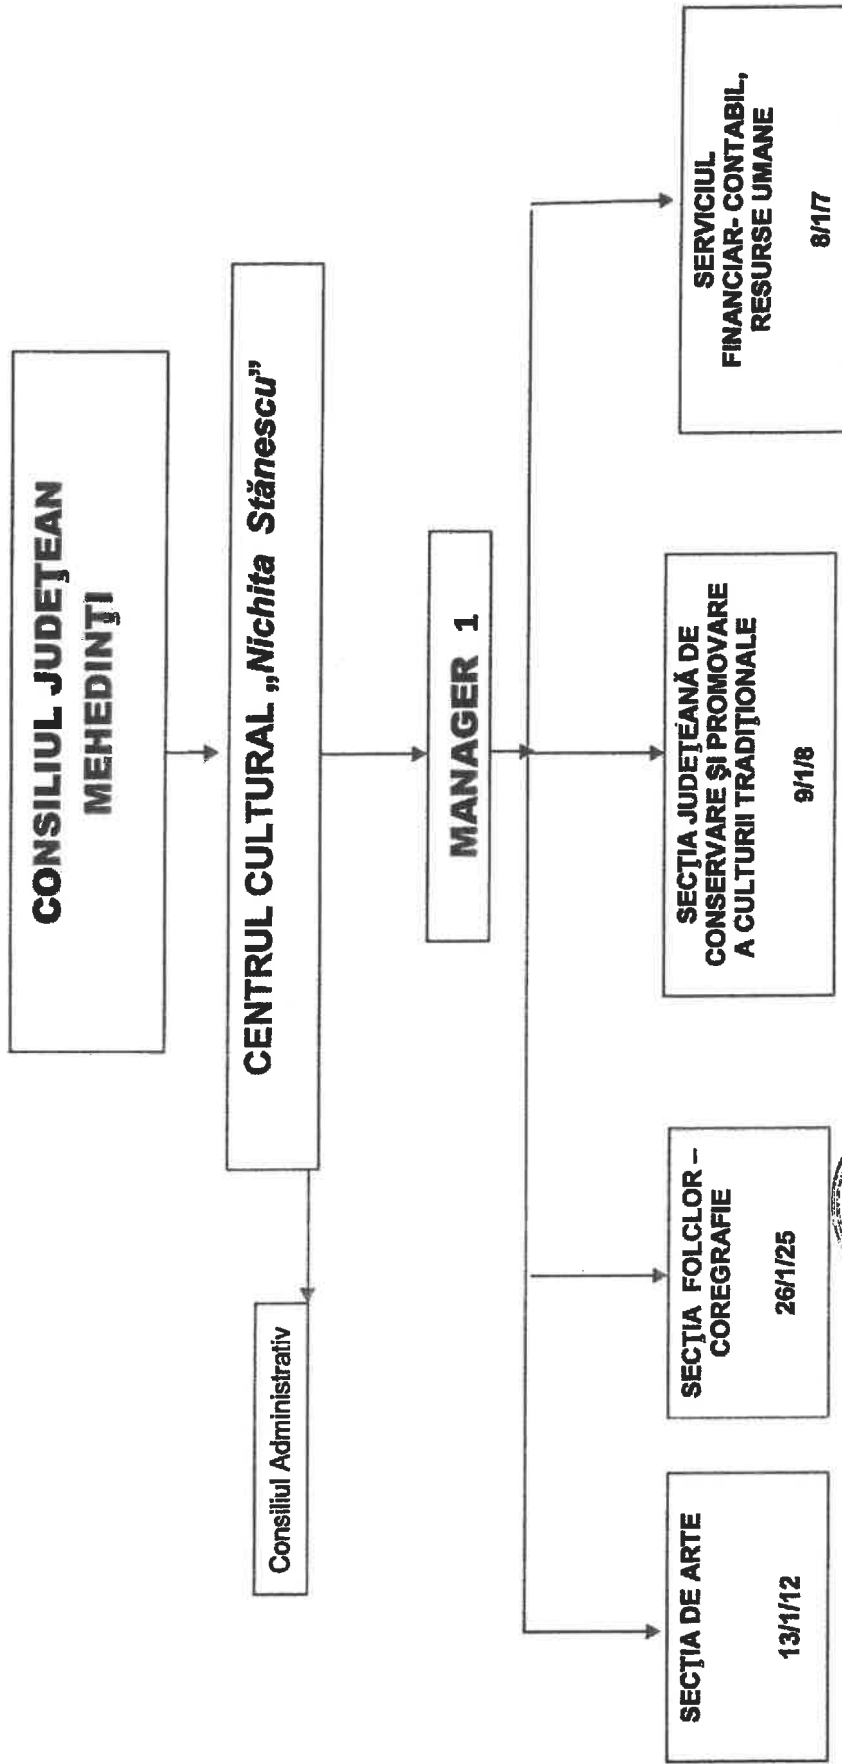 CONSILIUL JUDEŢEAN
MEHEDINŢI
CENTRUL CULTURAL „Nichita Stănescu”
Consiliul Administrativ
MANAGER 1
SECŢIA DE ARTE
13/1/12
SECŢIA FOLCLOR –
COREGRAFIE
26/1/25
SECŢIA JUDEŢEANĂ DE
CONSERVARE ŞI PROMOVARE
A CULTURII TRADIŢIONALE
9/1/8
SERVICIUL
FINANCIAR- CONTABIL,
RESURSE UMANE
8/1/7